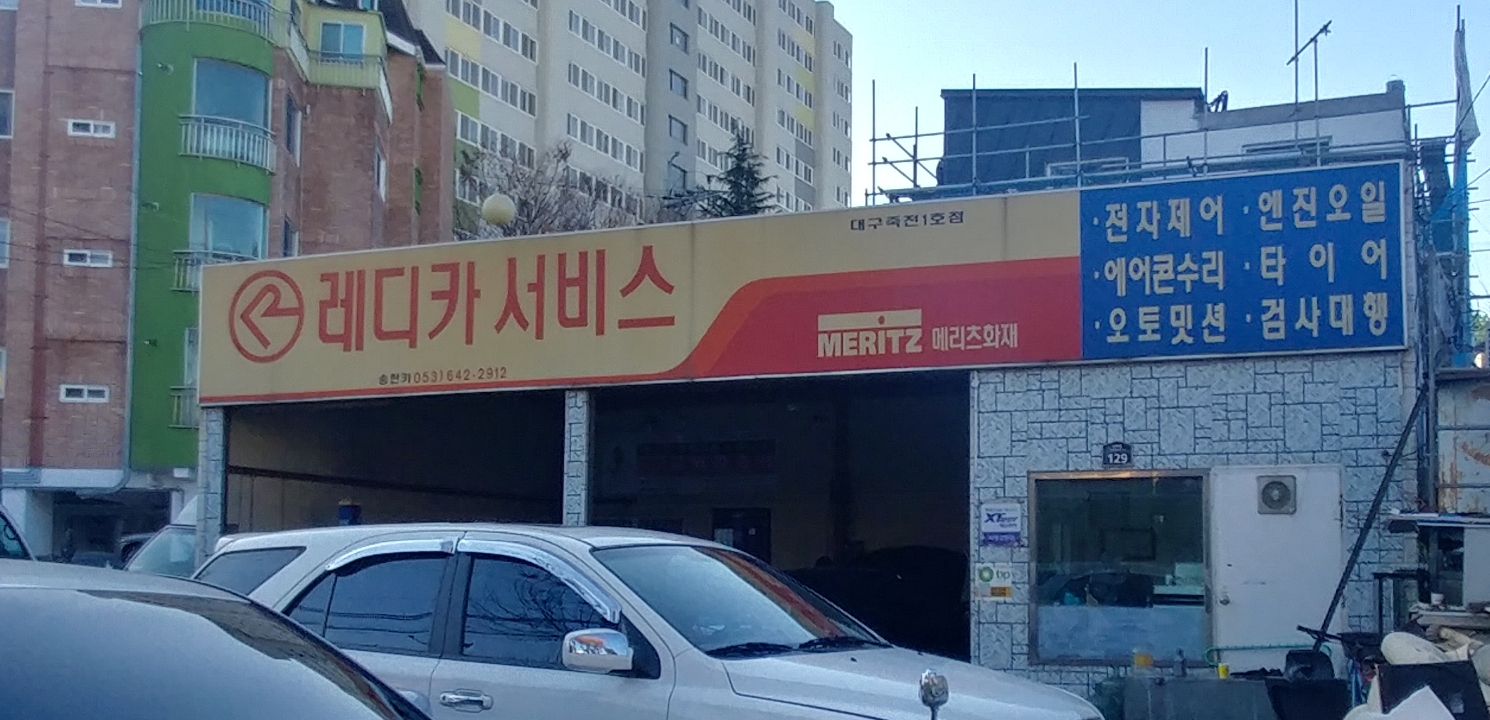 대구죽전1호점
레디카 서비스
MERITZ 메리츠화재
송현카 053) 642-2912
·전자제어 ·엔진오일
·에어콘수리 ·타이어
·오토밋션 ·검사대행
129
XTeer
bp